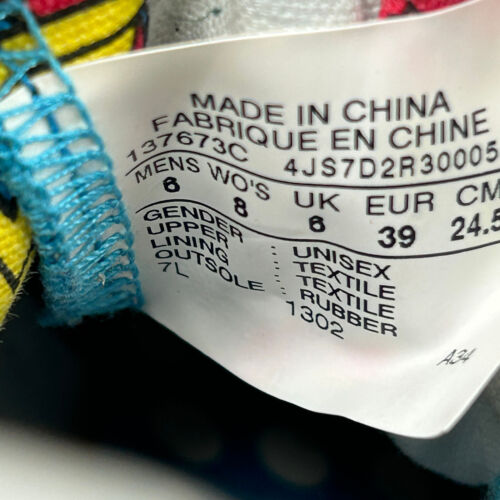 MADE IN CHINA
FABRIQUE EN CHINE
137673C 4JS7D2R30005
MENS WO'S UK EUR CM
6 8 6 39 24.5
GENDER : UNISEX
UPPER : TEXTILE
LINING : TEXTILE
OUTSOLE : RUBBER
7L 1302
A34